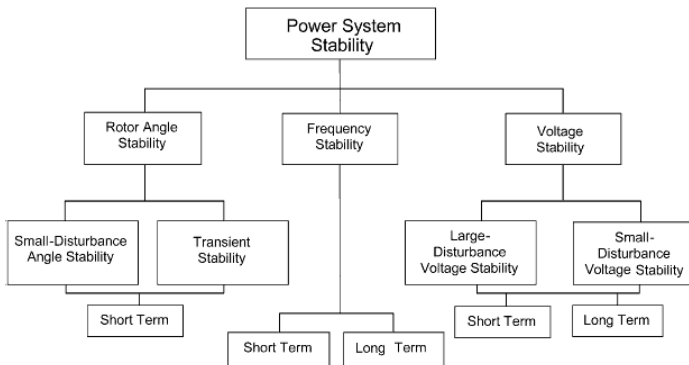 Power System
Stability
Rotor Angle
Stability
Frequency
Stability
Voltage
Stability
Small-Disturbance
Angle Stability
Transient
Stability
Large-
Disturbance
Voltage Stability
Small-
Disturbance
Voltage Stability
Short Term
Short Term
Long Term
Short Term
Long Term